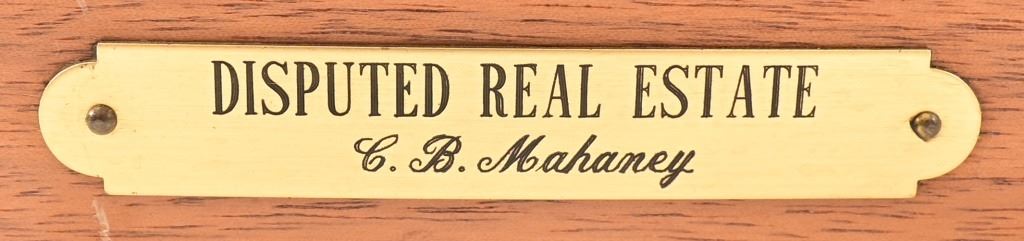 DISPUTED REAL ESTATE
C. B. Mahaney